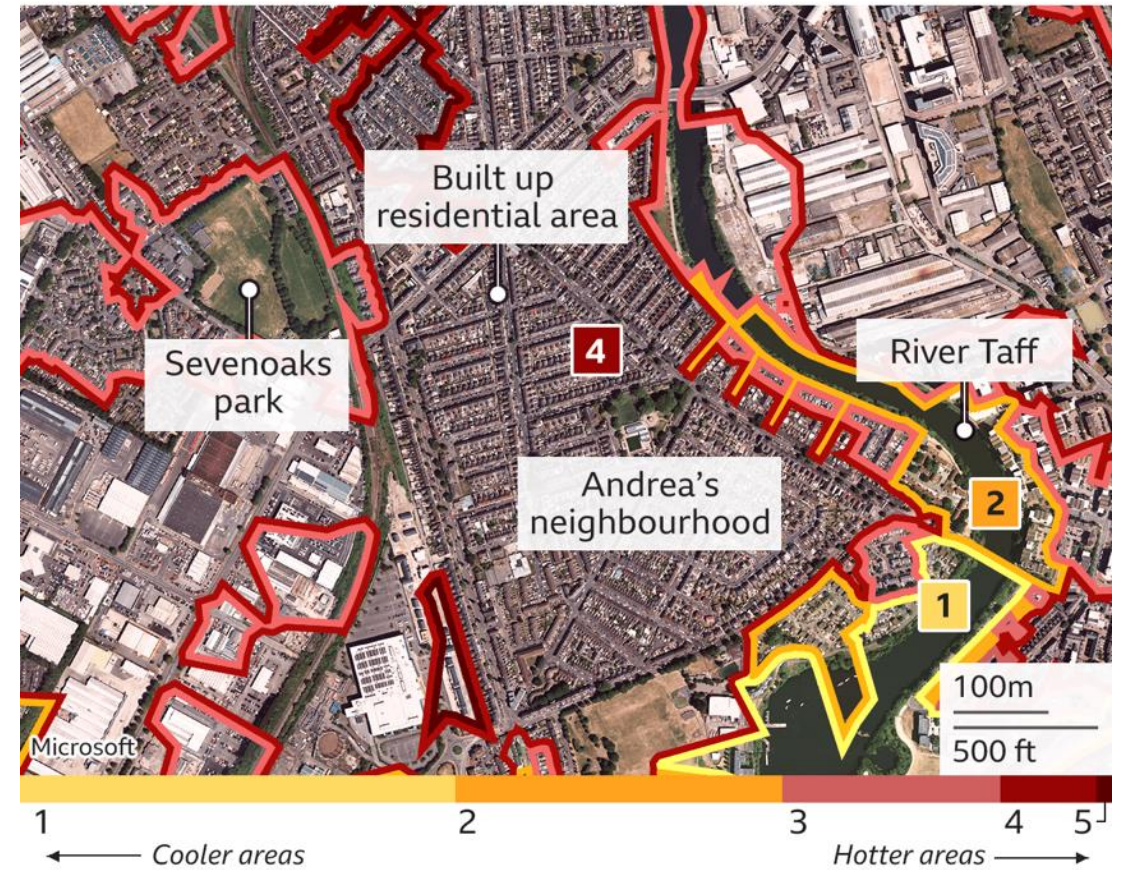 Built up
residential area
Sevenoaks
park
4
River Taff
Andrea's
neighbourhood
2
1
100m
500 ft
Microsoft
1 2 3 4 5
Cooler areas
Hotter areas